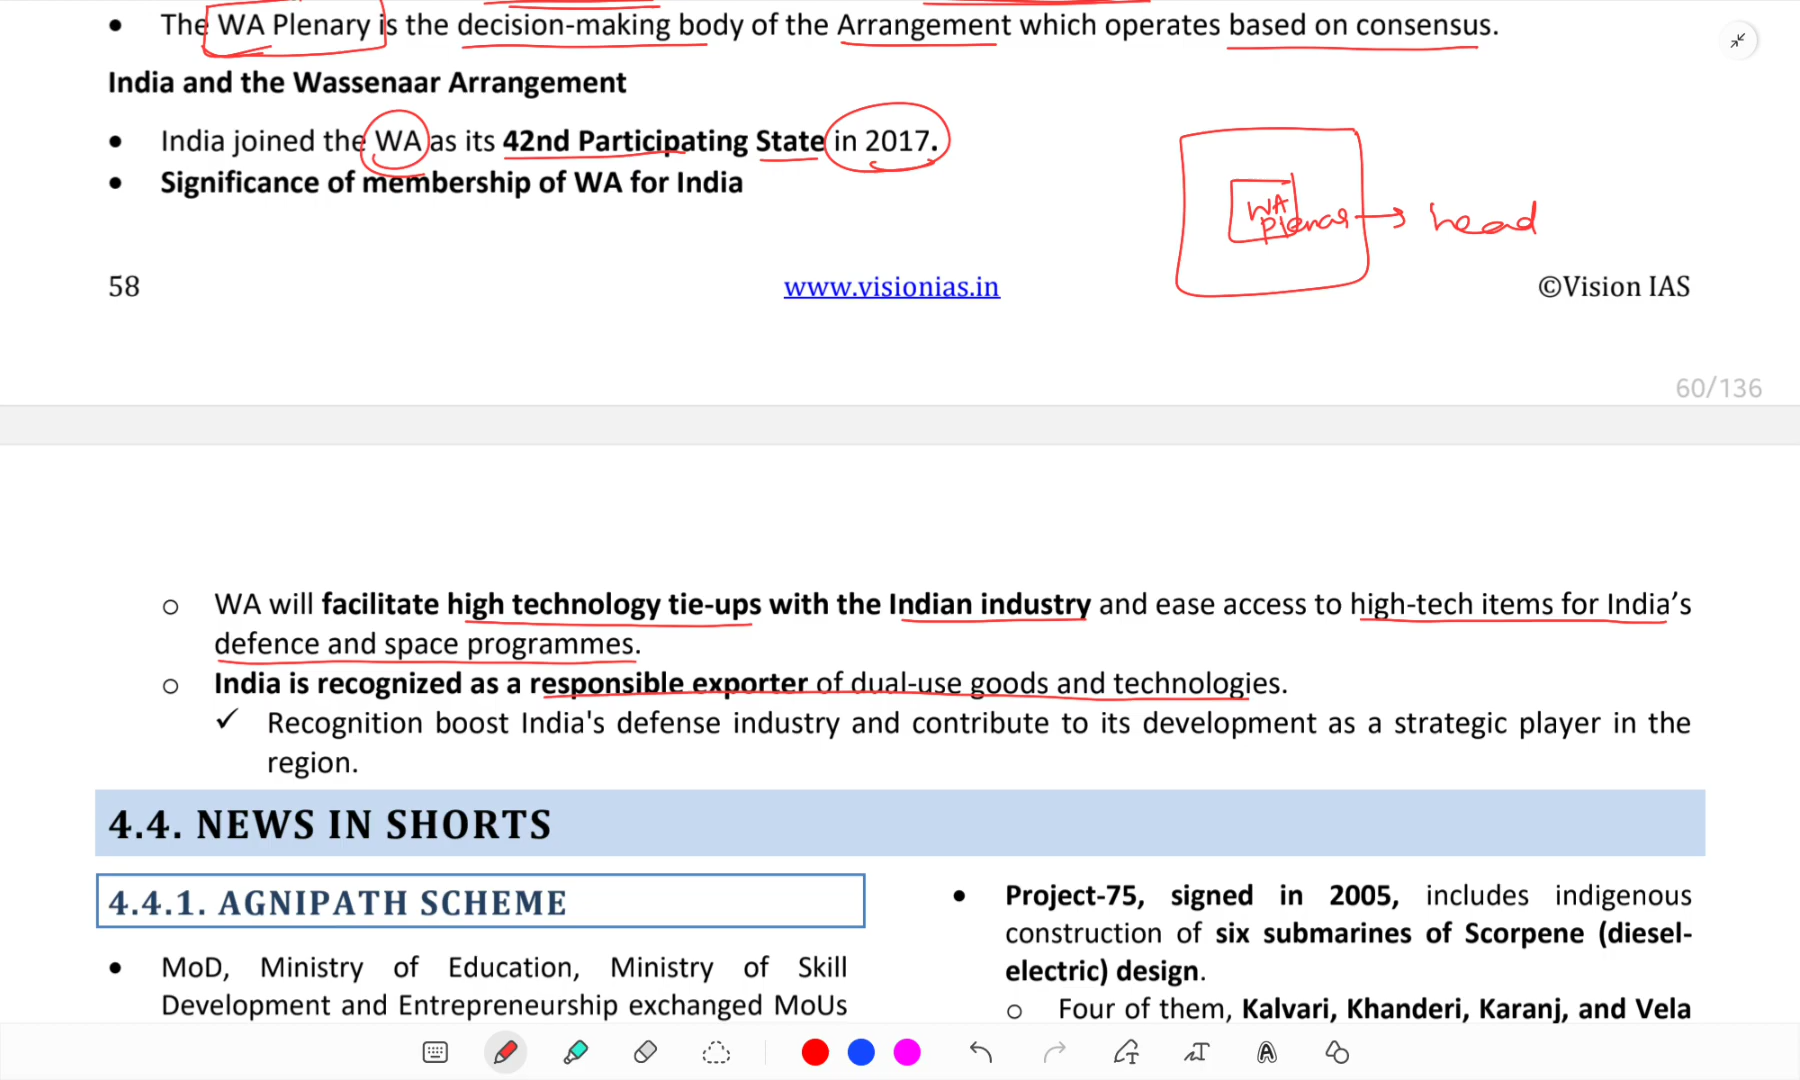 • The WA Plenary is the decision-making body of the Arrangement which operates based on consensus.
India and the Wassenaar Arrangement
• India joined the WA as its 42nd Participating State in 2017.
• Significance of membership of WA for India
WA
Plenary → head
58 www.visionias.in ©Vision IAS
60/136
o WA will facilitate high technology tie-ups with the Indian industry and ease access to high-tech items for India’s
defence and space programmes.
o India is recognized as a responsible exporter of dual-use goods and technologies.
✓ Recognition boost India's defense industry and contribute to its development as a strategic player in the
region.
4.4. NEWS IN SHORTS
4.4.1. AGNIPATH SCHEME
• MoD, Ministry of Education, Ministry of Skill
Development and Entrepreneurship exchanged MoUs
• Project-75, signed in 2005, includes indigenous
construction of six submarines of Scorpene (diesel-
electric) design.
o Four of them, Kalvari, Khanderi, Karanj, and Vela